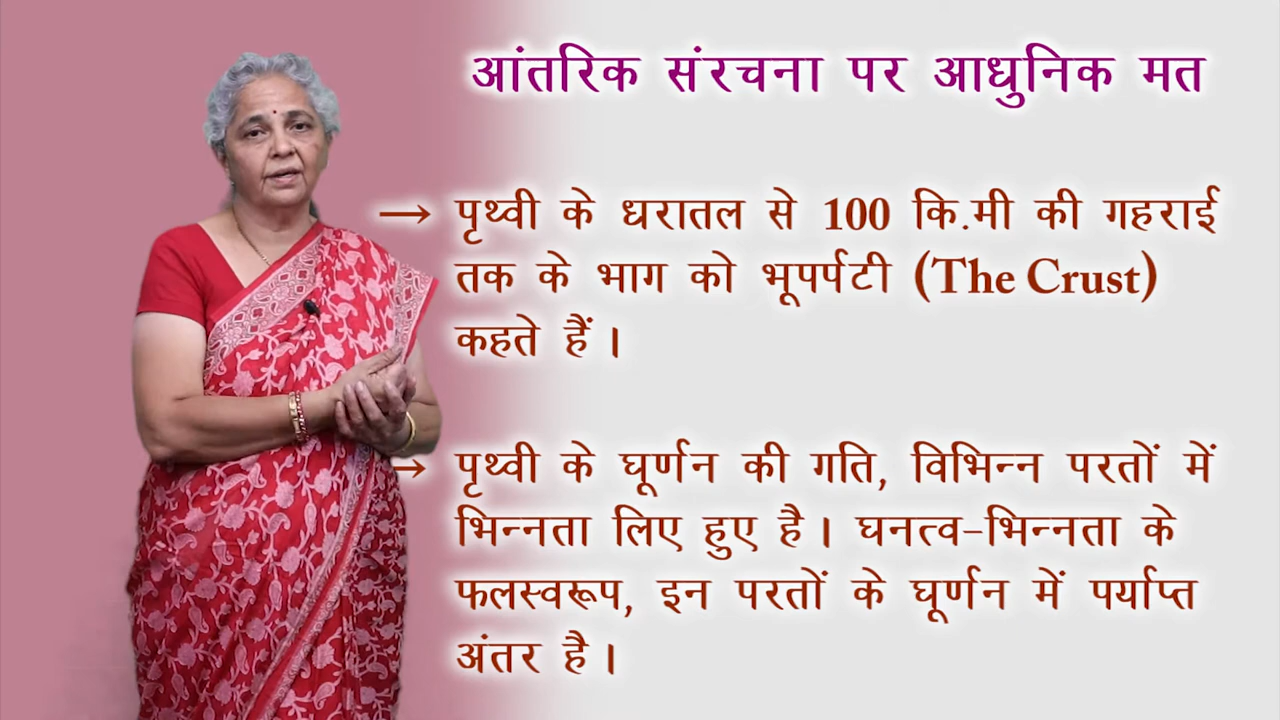 आंतरिक संरचना पर आधुनिक मत
→ पृथ्वी के धरातल से 100 कि.मी की गहराई
तक के भाग को भूपर्पटी (The Crust)
कहते हैं।
→ पृथ्वी के घूर्णन की गति, विभिन्न परतों में
भिन्नता लिए हुए है। घनत्व-भिन्नता के
फलस्वरूप, इन परतों के घूर्णन में पर्याप्त
अंतर है।